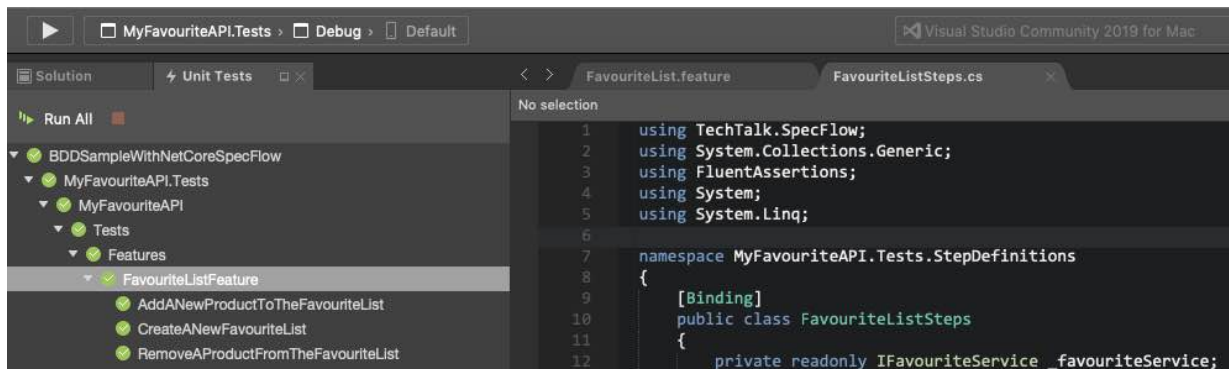 MyFavouriteAPI.Tests › Debug › Default
Visual Studio Community 2019 for Mac
Solution
Unit Tests
Run All
BDDSampleWithNetCoreSpecFlow
MyFavouriteAPI.Tests
MyFavouriteAPI
Tests
Features
FavouriteListFeature
AddANewProductToTheFavouriteList
CreateANewFavouriteList
RemoveAProductFromTheFavouriteList
< > FavouriteList.feature FavouriteListSteps.cs
No selection
1 using TechTalk.SpecFlow;
2 using System.Collections.Generic;
3 using FluentAssertions;
4 using System;
5 using System.Linq;
6
7 namespace MyFavouriteAPI.Tests.StepDefinitions
8 {
9 [Binding]
10 public class FavouriteListSteps
11 {
12 private readonly IFavouriteService _favouriteService;